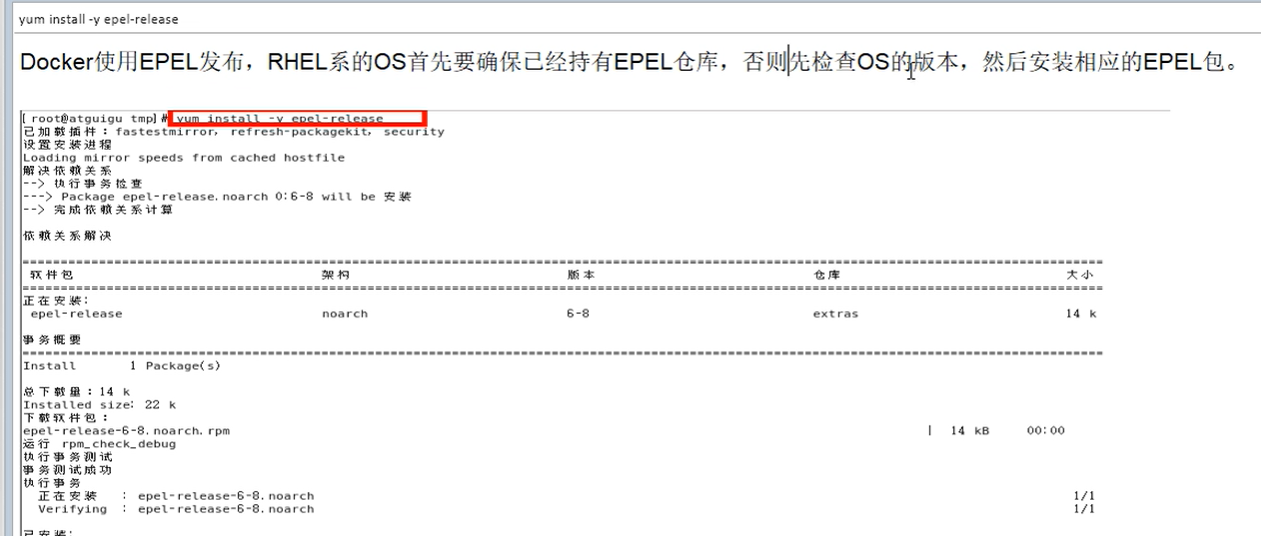 yum install -y epel-release
Docker使用EPEL发布，RHEL系的OS首先要确保已经持有EPEL仓库，否则先检查OS的版本，然后安装相应的EPEL包。
[root@atguigu tmp]# yum install -y epel-release
已加载插件：fastestmirror, refresh-packagekit, security
设置安装进程
Loading mirror speeds from cached hostfile
解决依赖关系
--> 执行事务检查
---> Package epel-release.noarch 0:6-8 will be 安装
--> 完成依赖关系计算
依赖关系解决
================================================================================
软件包 架构 版本 仓库 大小
================================================================================
正在安装:
epel-release noarch 6-8 extras 14 k
事务概要
================================================================================
Install 1 Package(s)
总下载量：14 k
Installed size: 22 k
下载软件包：
epel-release-6-8.noarch.rpm | 14 kB 00:00
运行 rpm_check_debug
执行事务测试
事务测试成功
执行事务
正在安装 : epel-release-6-8.noarch 1/1
Verifying : epel-release-6-8.noarch 1/1
已安装: